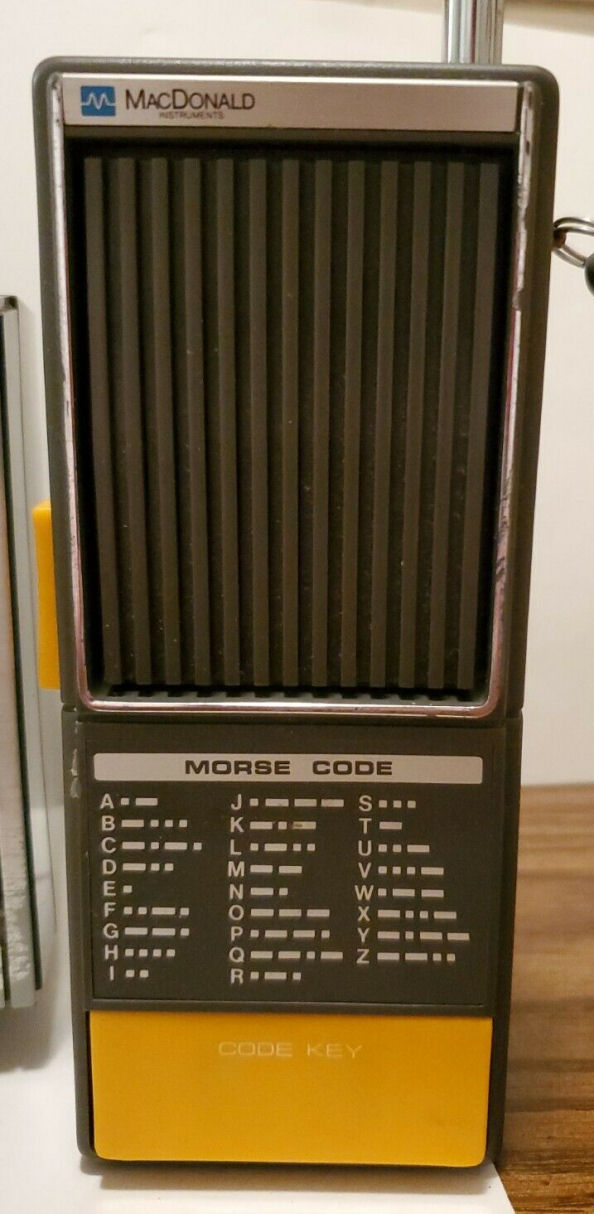 MACDONALD
INSTRUMENTS
MORSE CODE
A ▪ ▬
B ▬ ▪ ▪ ▪
C ▬ ▪ ▬ ▪
D ▬ ▪ ▪
E ▪
F ▪ ▪ ▬ ▪
G ▬ ▬ ▪
H ▪ ▪ ▪ ▪
I ▪ ▪
J ▪ ▬ ▬ ▬
K ▬ ▪ ▬
L ▪ ▬ ▪ ▪
M ▬ ▬
N ▬ ▪
O ▬ ▬ ▬
P ▪ ▬ ▬ ▪
Q ▬ ▬ ▪ ▬
R ▪ ▬ ▪
S ▪ ▪ ▪
T ▬
U ▪ ▪ ▬
V ▪ ▪ ▪ ▬
W ▪ ▬ ▬
X ▬ ▪ ▪ ▬
Y ▬ ▪ ▬ ▬
Z ▬ ▬ ▪ ▪
CODE KEY